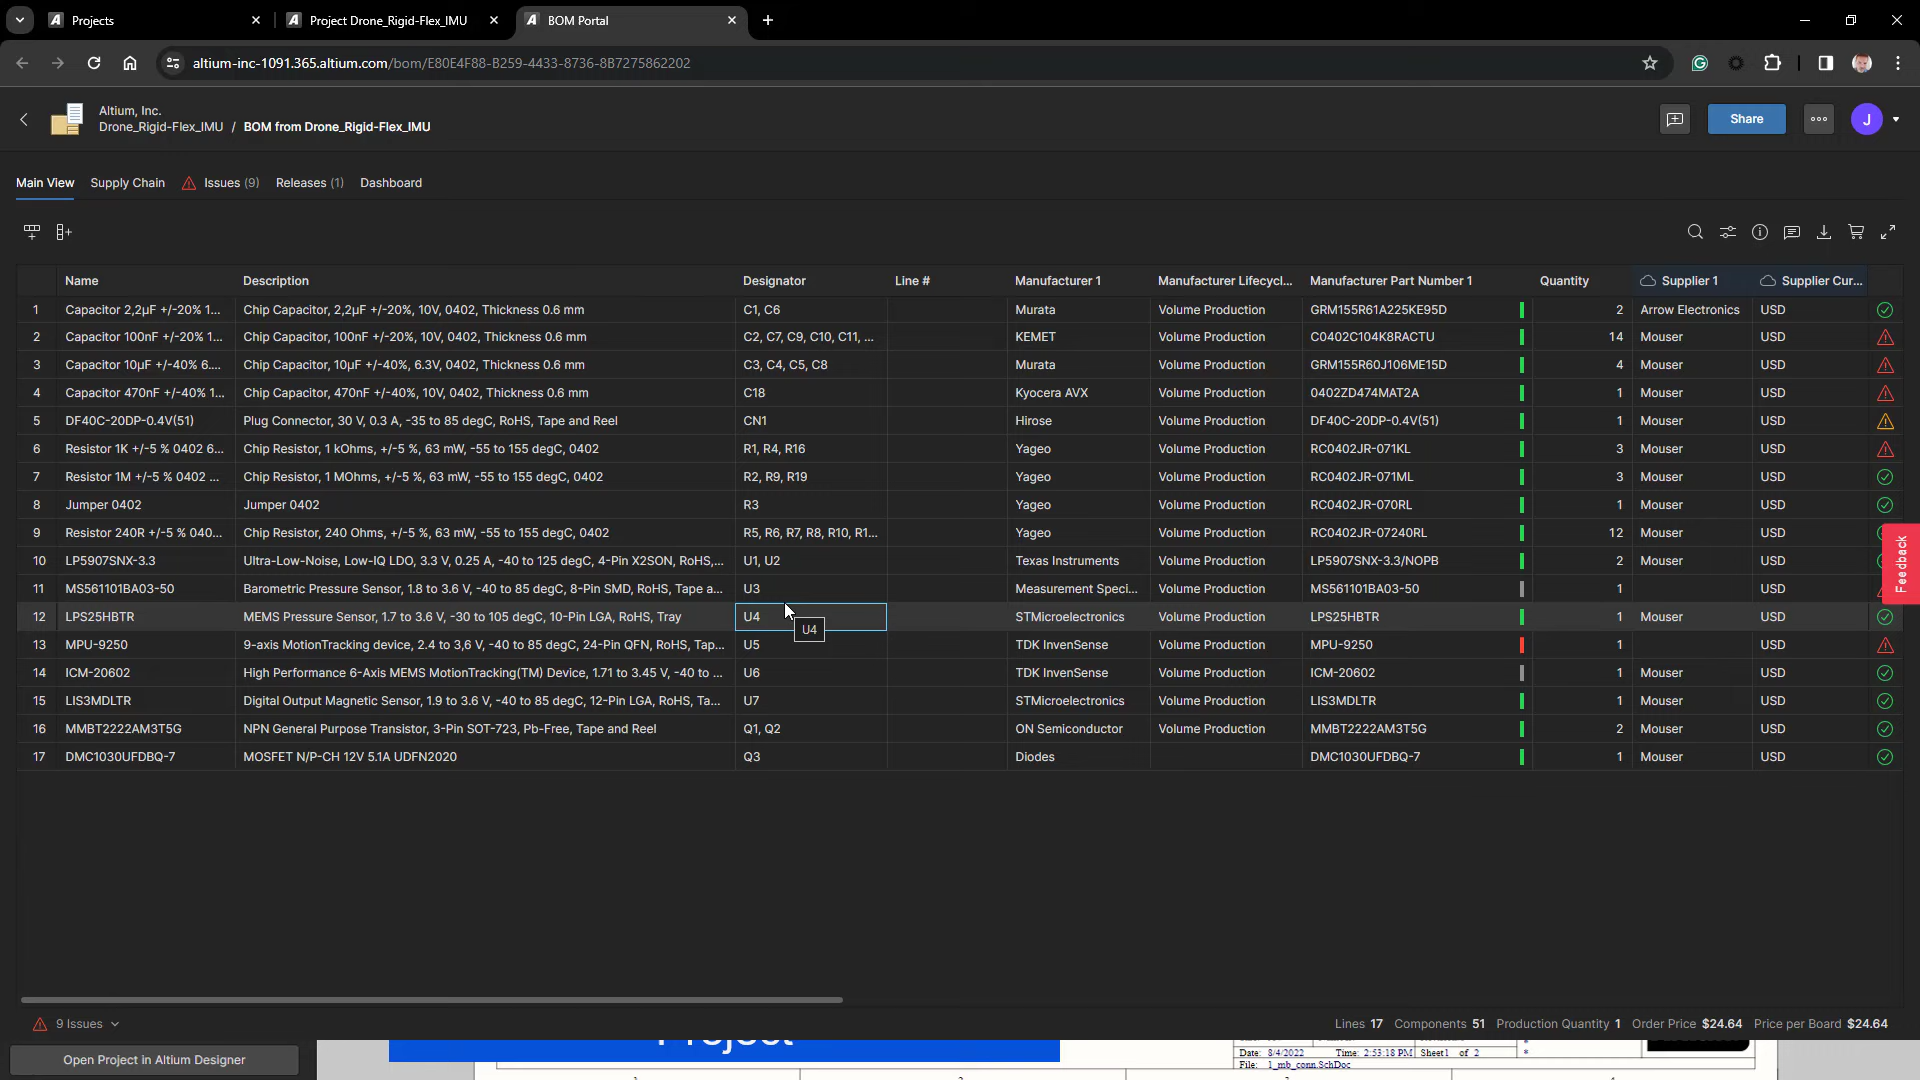 Projects
Project Drone_Rigid-Flex_IMU
BOM Portal
altium-inc-1091.365.altium.com/bom/E80E4F88-B259-4433-8736-8B7275862202
Altium, Inc.
Drone_Rigid-Flex_IMU / BOM from Drone_Rigid-Flex_IMU
Share
J
Main View Supply Chain Issues (9) Releases (1) Dashboard
Name Description Designator Line # Manufacturer 1 Manufacturer Lifecycl... Manufacturer Part Number 1 Quantity Supplier 1 Supplier Cur...
1 Capacitor 2,2µF +/-20% 1... Chip Capacitor, 2,2µF +/-20%, 10V, 0402, Thickness 0.6 mm C1, C6 Murata Volume Production GRM155R61A225KE95D 2 Arrow Electronics USD
2 Capacitor 100nF +/-20% 1... Chip Capacitor, 100nF +/-20%, 10V, 0402, Thickness 0.6 mm C2, C7, C9, C10, C11, ... KEMET Volume Production C0402C104K8RACTU 14 Mouser USD
3 Capacitor 10µF +/-40% 6.... Chip Capacitor, 10µF +/-40%, 6.3V, 0402, Thickness 0.6 mm C3, C4, C5, C8 Murata Volume Production GRM155R60J106ME15D 4 Mouser USD
4 Capacitor 470nF +/-40% 1... Chip Capacitor, 470nF +/-40%, 10V, 0402, Thickness 0.6 mm C18 Kyocera AVX Volume Production 0402ZD474MAT2A 1 Mouser USD
5 DF40C-20DP-0.4V(51) Plug Connector, 30 V, 0.3 A, -35 to 85 degC, RoHS, Tape and Reel CN1 Hirose Volume Production DF40C-20DP-0.4V(51) 1 Mouser USD
6 Resistor 1K +/-5 % 0402 6... Chip Resistor, 1 kOhms, +/-5 %, 63 mW, -55 to 155 degC, 0402 R1, R4, R16 Yageo Volume Production RC0402JR-071KL 3 Mouser USD
7 Resistor 1M +/-5 % 0402 ... Chip Resistor, 1 MOhms, +/-5 %, 63 mW, -55 to 155 degC, 0402 R2, R9, R19 Yageo Volume Production RC0402JR-071ML 3 Mouser USD
8 Jumper 0402 Jumper 0402 R3 Yageo Volume Production RC0402JR-070RL 1 Mouser USD
9 Resistor 240R +/-5 % 040... Chip Resistor, 240 Ohms, +/-5 %, 63 mW, -55 to 155 degC, 0402 R5, R6, R7, R8, R10, R1... Yageo Volume Production RC0402JR-07240RL 12 Mouser USD
10 LP5907SNX-3.3 Ultra-Low-Noise, Low-IQ LDO, 3.3 V, 0.25 A, -40 to 125 degC, 4-Pin X2SON, RoHS,... U1, U2 Texas Instruments Volume Production LP5907SNX-3.3/NOPB 2 Mouser USD
11 MS561101BA03-50 Barometric Pressure Sensor, 1.8 to 3.6 V, -40 to 85 degC, 8-Pin SMD, RoHS, Tape a... U3 Measurement Speci... Volume Production MS561101BA03-50 1 USD
12 LPS25HBTR MEMS Pressure Sensor, 1.7 to 3.6 V, -30 to 105 degC, 10-Pin LGA, RoHS, Tray U4 STMicroelectronics Volume Production LPS25HBTR 1 Mouser USD
U4
13 MPU-9250 9-axis MotionTracking device, 2.4 to 3,6 V, -40 to 85 degC, 24-Pin QFN, RoHS, Tap... U5 TDK InvenSense Volume Production MPU-9250 1 USD
14 ICM-20602 High Performance 6-Axis MEMS MotionTracking(TM) Device, 1.71 to 3.45 V, -40 to ... U6 TDK InvenSense Volume Production ICM-20602 1 Mouser USD
15 LIS3MDLTR Digital Output Magnetic Sensor, 1.9 to 3.6 V, -40 to 85 degC, 12-Pin LGA, RoHS, Ta... U7 STMicroelectronics Volume Production LIS3MDLTR 1 Mouser USD
16 MMBT2222AM3T5G NPN General Purpose Transistor, 3-Pin SOT-723, Pb-Free, Tape and Reel Q1, Q2 ON Semiconductor Volume Production MMBT2222AM3T5G 2 Mouser USD
17 DMC1030UFDBQ-7 MOSFET N/P-CH 12V 5.1A UDFN2020 Q3 Diodes DMC1030UFDBQ-7 1 Mouser USD
Feedback
9 Issues
Lines 17 Components 51 Production Quantity 1 Order Price $24.64 Price per Board $24.64
Open Project in Altium Designer
Project
Date: 8/4/2022 Time: 2:53:18 PM Sheet1 of 2
File: 1_mb_conn.SchDoc